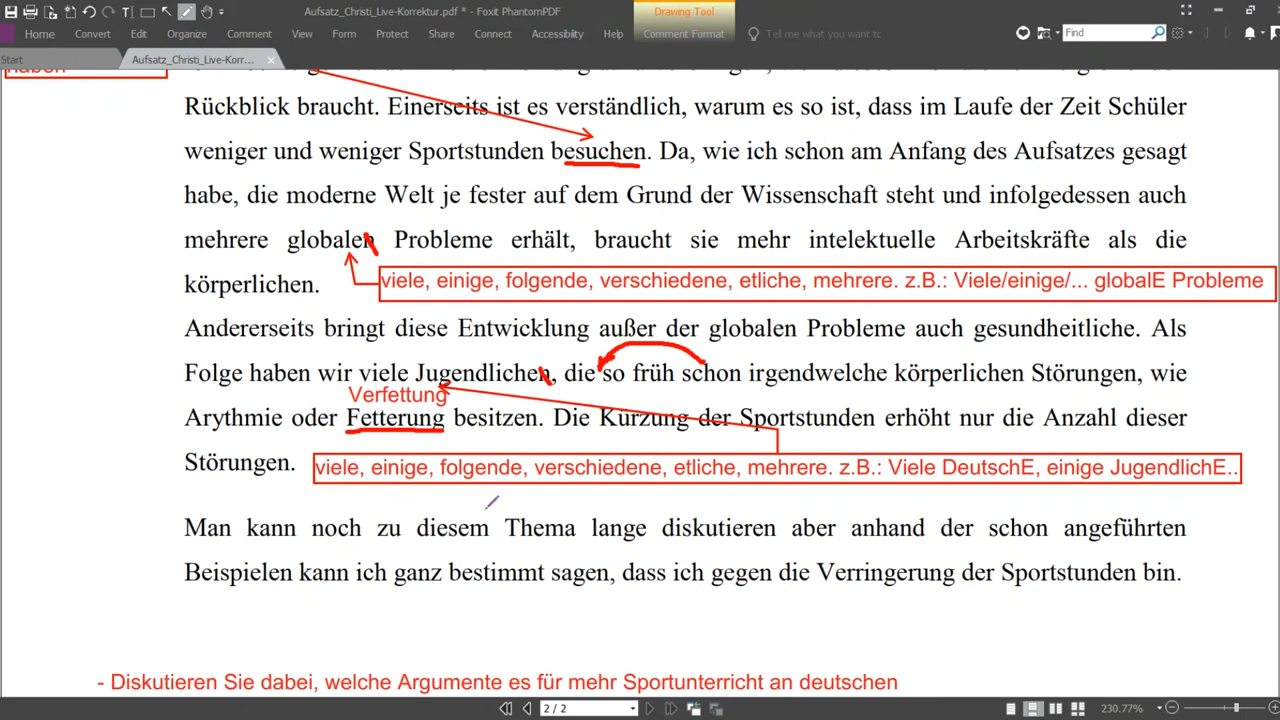 Aufsatz_Christi_Live-Korrektur.pdf * - Foxit PhantomPDF
Drawing Tool
Home Convert Edit Organize Comment View Form Protect Share Connect Accessibility Help Comment Format Tell me what you want Find
Start Aufsatz_Christi_Live-Korr...
haben
Rückblick braucht. Einerseits ist es verständlich, warum es so ist, dass im Laufe der Zeit Schüler
weniger und weniger Sportstunden besuchen. Da, wie ich schon am Anfang des Aufsatzes gesagt
habe, die moderne Welt je fester auf dem Grund der Wissenschaft steht und infolgedessen auch
mehrere globalen Probleme erhält, braucht sie mehr intelektuelle Arbeitskräfte als die
körperlichen.
viele, einige, folgende, verschiedene, etliche, mehrere. z.B.: Viele/einige/... globalE Probleme
Andererseits bringt diese Entwicklung außer der globalen Probleme auch gesundheitliche. Als
Folge haben wir viele Jugendlichen, die so früh schon irgendwelche körperlichen Störungen, wie
Verfettung
Arythmie oder Fetterung besitzen. Die Kürzung der Sportstunden erhöht nur die Anzahl dieser
Störungen.
viele, einige, folgende, verschiedene, etliche, mehrere. z.B.: Viele DeutschE, einige JugendlichE..
Man kann noch zu diesem Thema lange diskutieren aber anhand der schon angeführten
Beispielen kann ich ganz bestimmt sagen, dass ich gegen die Verringerung der Sportstunden bin.
- Diskutieren Sie dabei, welche Argumente es für mehr Sportunterricht an deutschen
2 / 2
230.77%